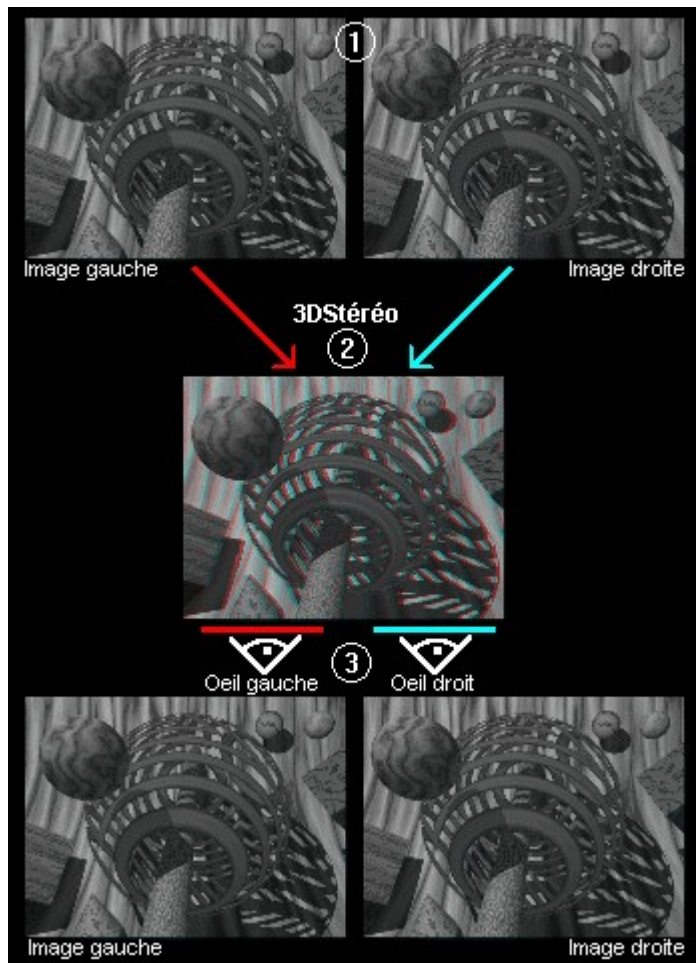 1
Image gauche
Image droite
3DStéréo
2
3
Oeil gauche
Oeil droit
Image gauche
Image droite